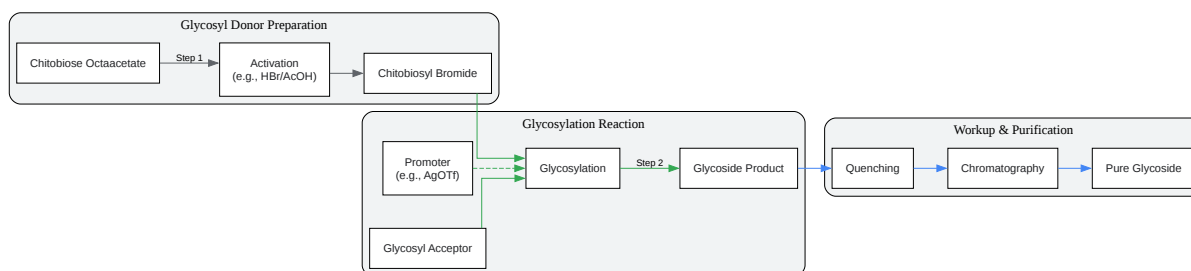 Glycosyl Donor Preparation
Chitobiose Octaacetate
Step 1
Activation
(e.g., HBr/AcOH)
Chitobiosyl Bromide
Glycosylation Reaction
Promoter
(e.g., AgOTf)
Glycosylation
Step 2
Glycoside Product
Glycosyl Acceptor
Workup & Purification
Quenching
Chromatography
Pure Glycoside